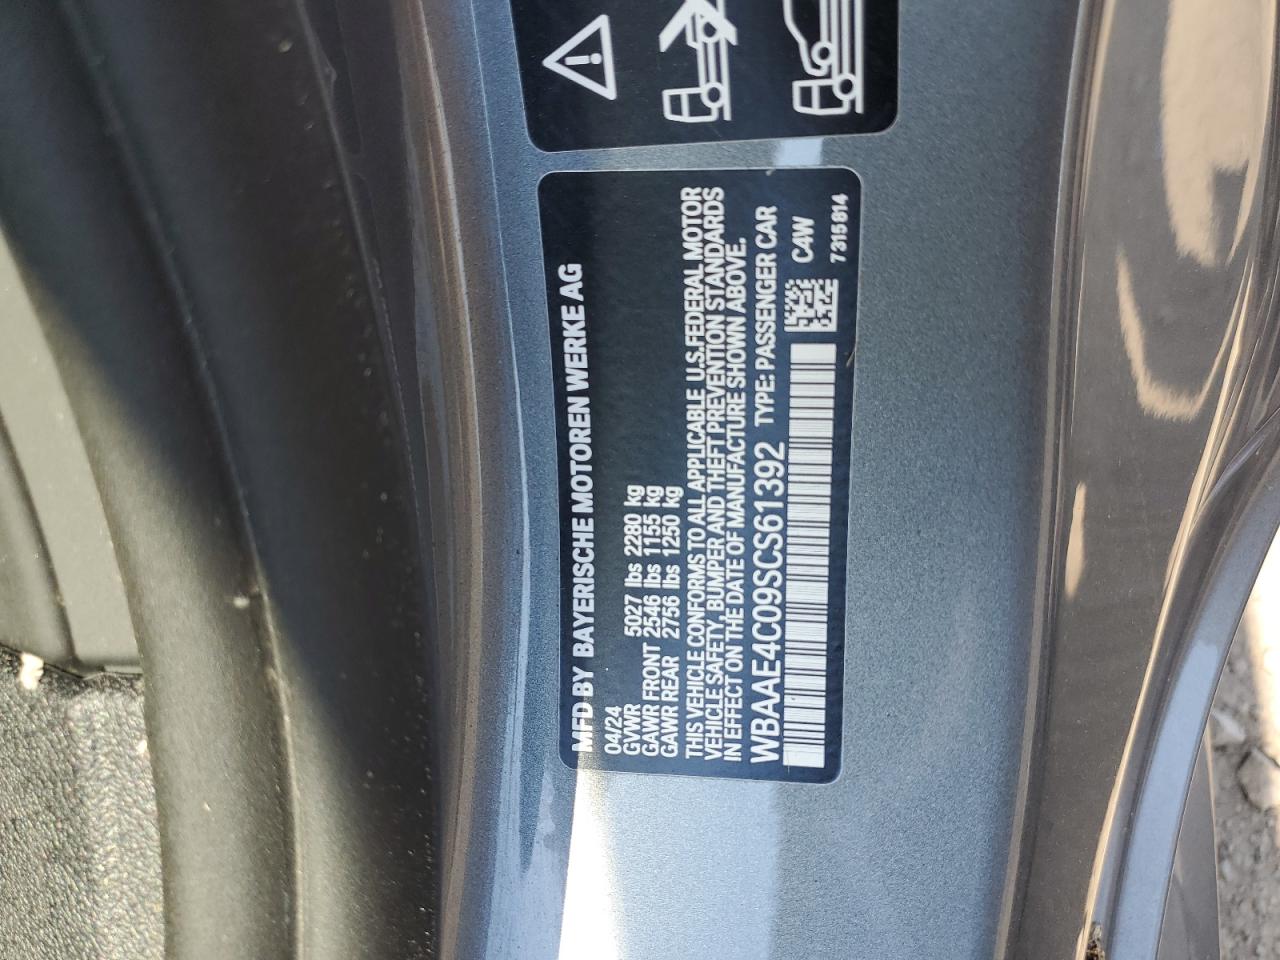 MFD BY BAYERISCHE MOTOREN WERKE AG
04/24
GVWR 5027 lbs 2280 kg
GAWR FRONT 2546 lbs 1155 kg
GAWR REAR 2756 lbs 1250 kg
THIS VEHICLE CONFORMS TO ALL APPLICABLE U.S.FEDERAL MOTOR
VEHICLE SAFETY, BUMPER AND THEFT PREVENTION STANDARDS
IN EFFECT ON THE DATE OF MANUFACTURE SHOWN ABOVE.
WBAAE4C09SCS61392 TYPE: PASSENGER CAR
C4W
7315814